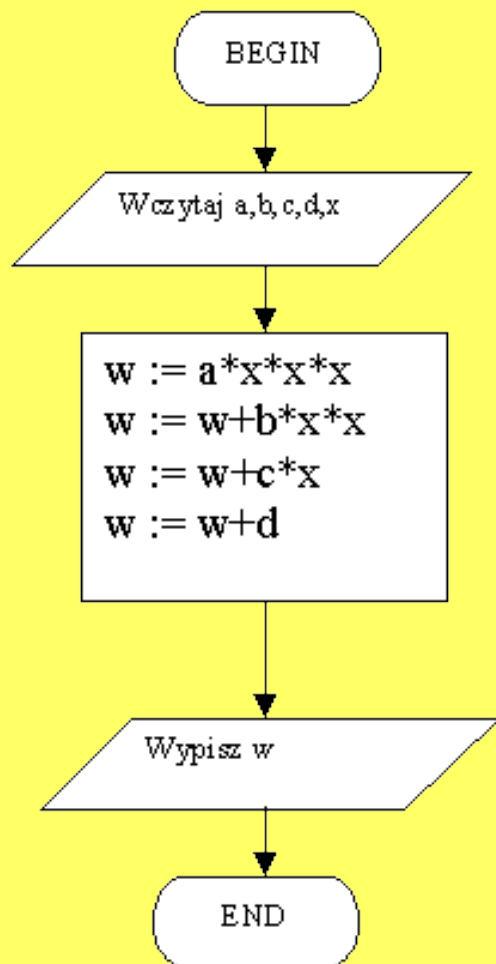 BEGIN
Wczytaj a,b,c,d,x
w := a*x*x*x
w := w+b*x*x
w := w+c*x
w := w+d
Wypisz w
END